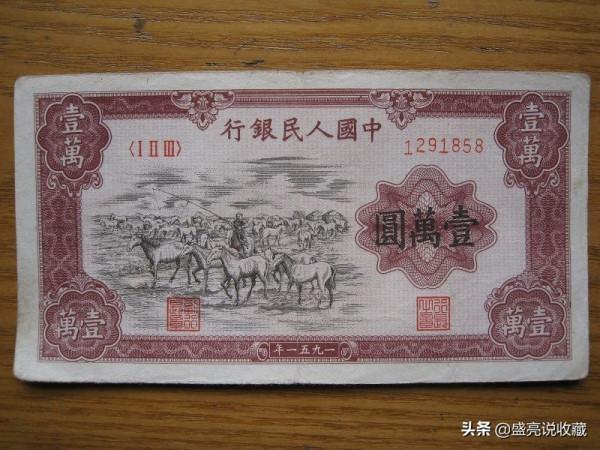 中國人民銀行
壹萬
壹萬
〈I II III〉
1291858
壹萬圓
壹萬
壹萬
一九五一年
头条 @盛亮说收藏